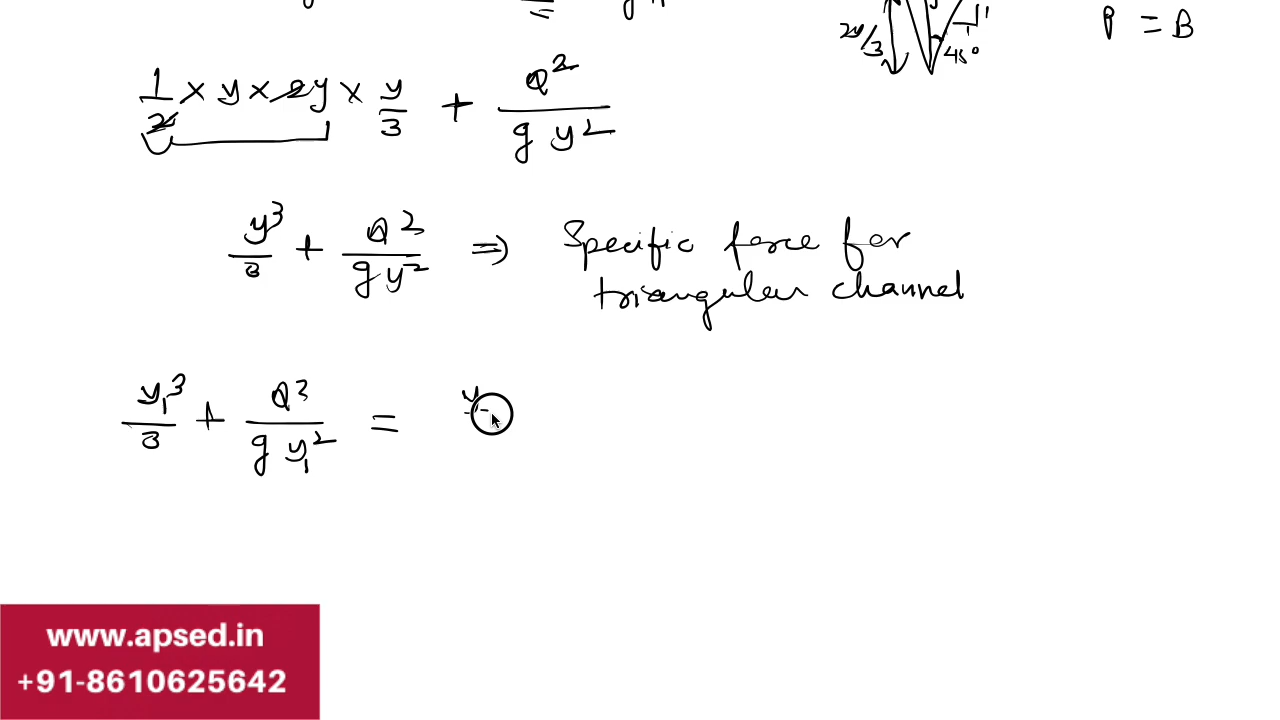 2y/3
45°
P = B
1/2 × y × 2y × y/3 + Q²/(g y²)
y³/3 + Q²/(g y²) ⇒ Specific force for
triangular channel
y₁³/3 + Q²/(g y₁²) = y
www.apsed.in
+91-8610625642